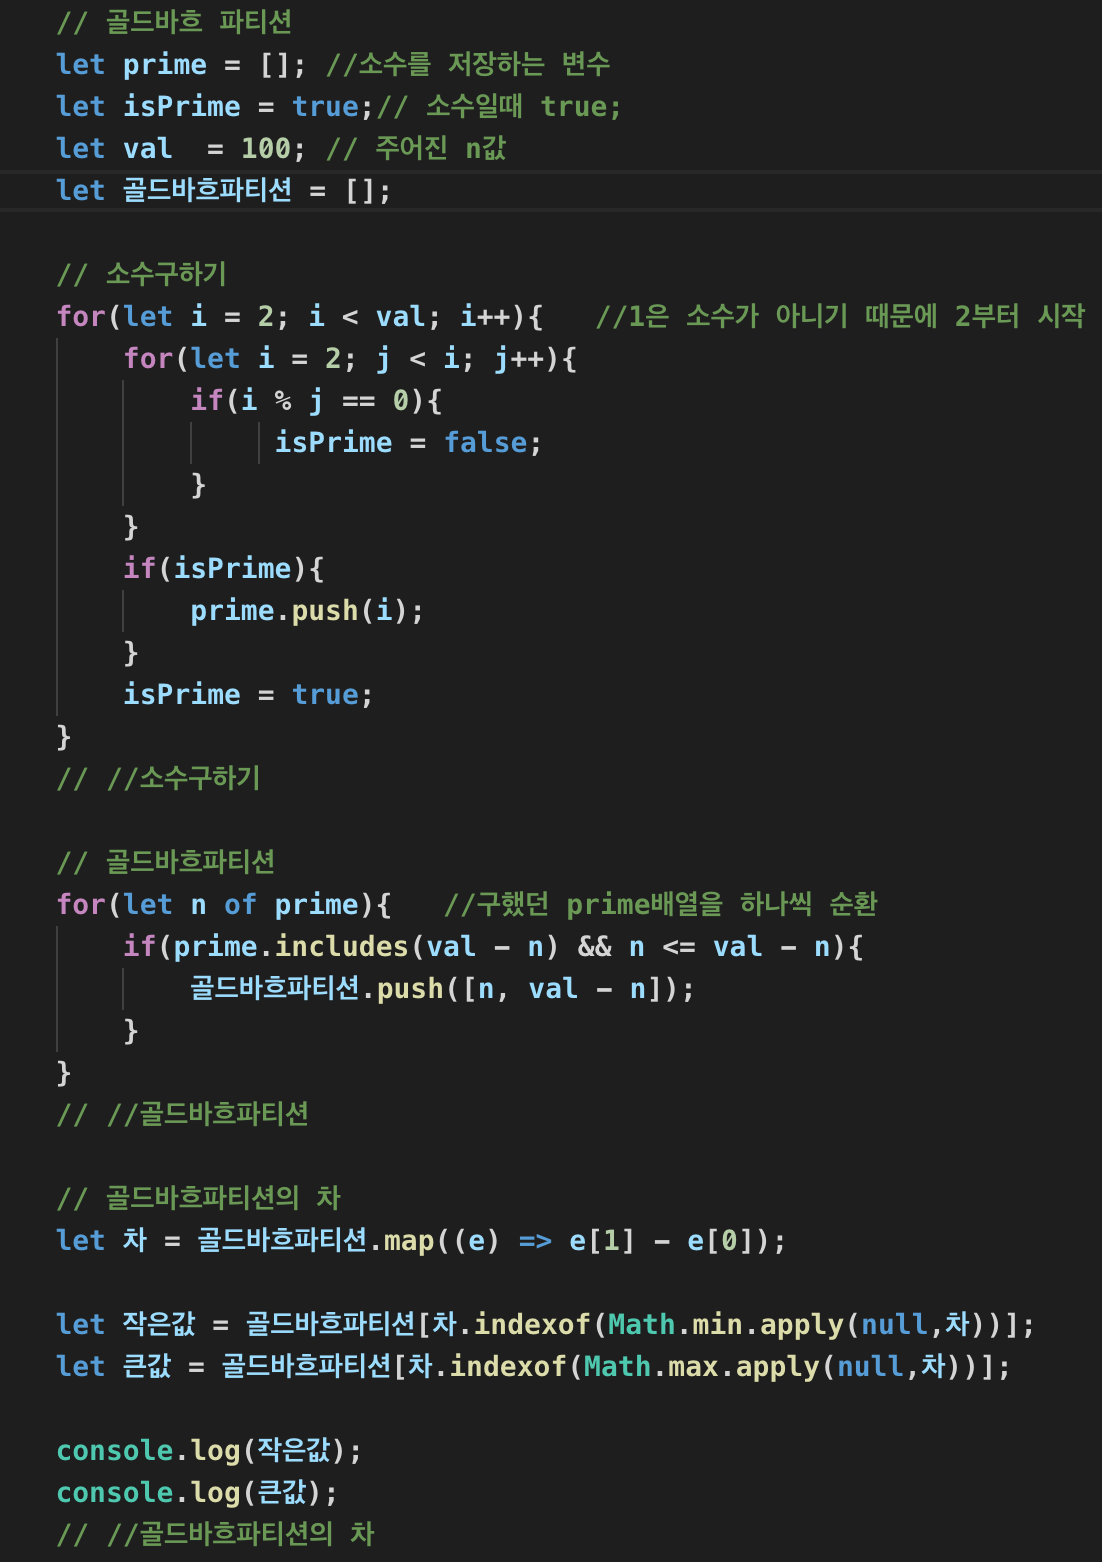 // 골드바흐 파티션
let prime = []; //소수를 저장하는 변수
let isPrime = true;// 소수일때 true;
let val  = 100; // 주어진 n값
let 골드바흐파티션 = [];
// 소수구하기
for(let i = 2; i < val; i++){   //1은 소수가 아니기 때문에 2부터 시작
    for(let i = 2; j < i; j++){
        if(i % j == 0){
             isPrime = false;
        }
    }
    if(isPrime){
        prime.push(i);
    }
    isPrime = true;
}
// //소수구하기
// 골드바흐파티션
for(let n of prime){   //구했던 prime배열을 하나씩 순환
    if(prime.includes(val - n) && n <= val - n){
        골드바흐파티션.push([n, val - n]);
    }
}
// //골드바흐파티션
// 골드바흐파티션의 차
let 차 = 골드바흐파티션.map((e) => e[1] - e[0]);
let 작은값 = 골드바흐파티션[차.indexof(Math.min.apply(null,차))];
let 큰값 = 골드바흐파티션[차.indexof(Math.max.apply(null,차))];
console.log(작은값);
console.log(큰값);
// //골드바흐파티션의 차